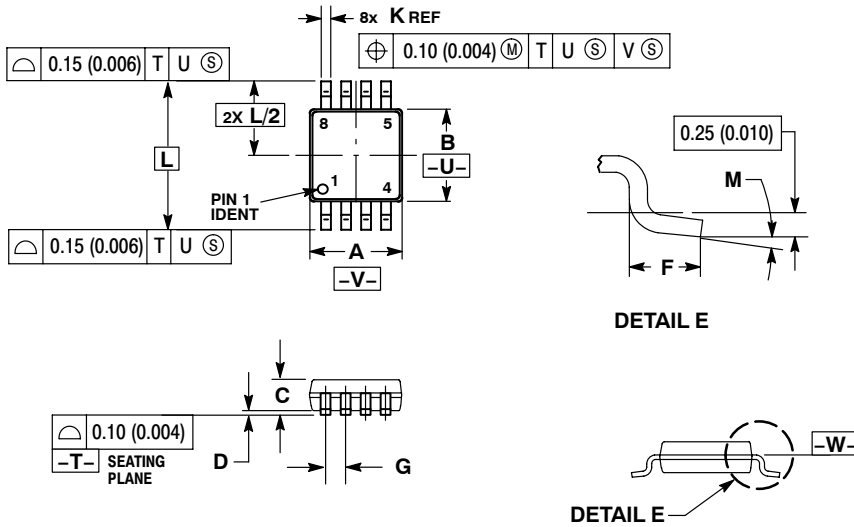 8x K REF
⌖ 0.10 (0.004) Ⓜ T U Ⓢ V Ⓢ
⌓ 0.15 (0.006) T U Ⓢ
2X L/2
8 5
B
-U-
L
PIN 1
IDENT
1
4
⌓ 0.15 (0.006) T U Ⓢ
A
-V-
0.25 (0.010)
M
F
DETAIL E
C
⌓ 0.10 (0.004)
-T- SEATING
PLANE
D
G
-W-
DETAIL E